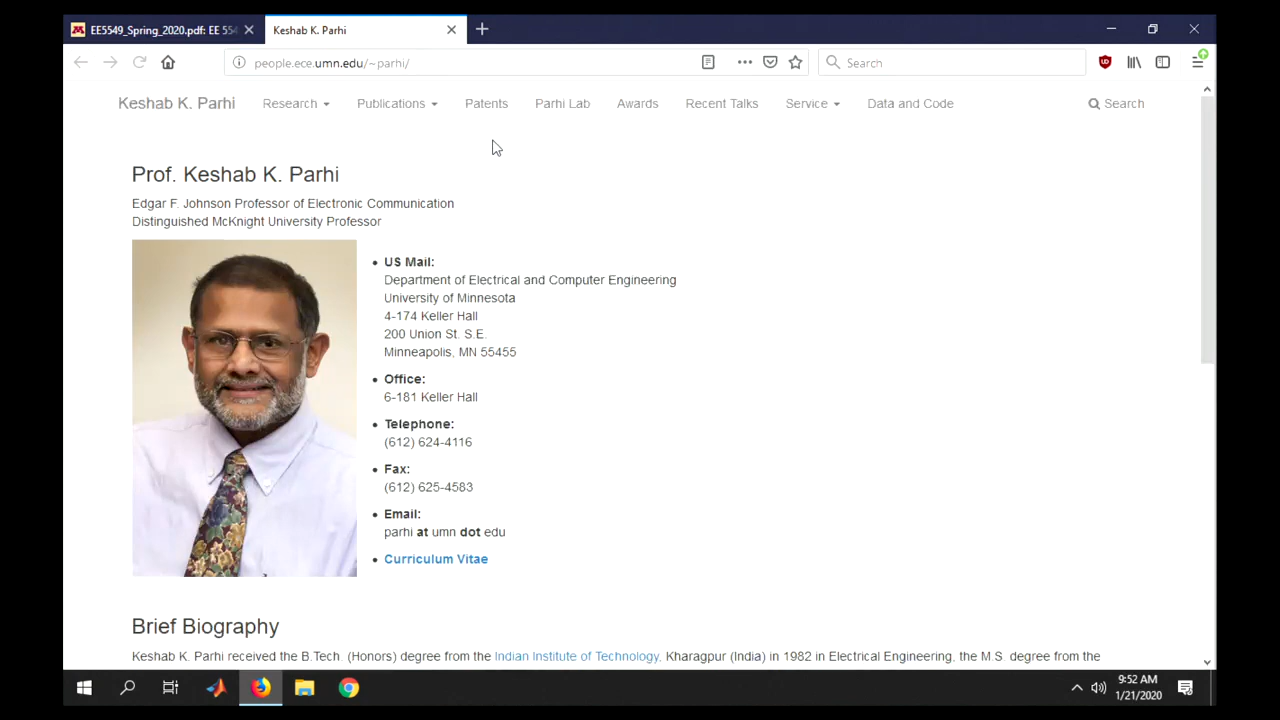 EE5549_Spring_2020.pdf: EE 554
Keshab K. Parhi
people.ece.umn.edu/~parhi/
Search
Keshab K. Parhi Research Publications Patents Parhi Lab Awards Recent Talks Service Data and Code Search
Prof. Keshab K. Parhi
Edgar F. Johnson Professor of Electronic Communication
Distinguished McKnight University Professor
• US Mail:
Department of Electrical and Computer Engineering
University of Minnesota
4-174 Keller Hall
200 Union St. S.E.
Minneapolis, MN 55455
• Office:
6-181 Keller Hall
• Telephone:
(612) 624-4116
• Fax:
(612) 625-4583
• Email:
parhi at umn dot edu
• Curriculum Vitae
Brief Biography
Keshab K. Parhi received the B.Tech. (Honors) degree from the Indian Institute of Technology, Kharagpur (India) in 1982 in Electrical Engineering, the M.S. degree from the
9:52 AM
1/21/2020